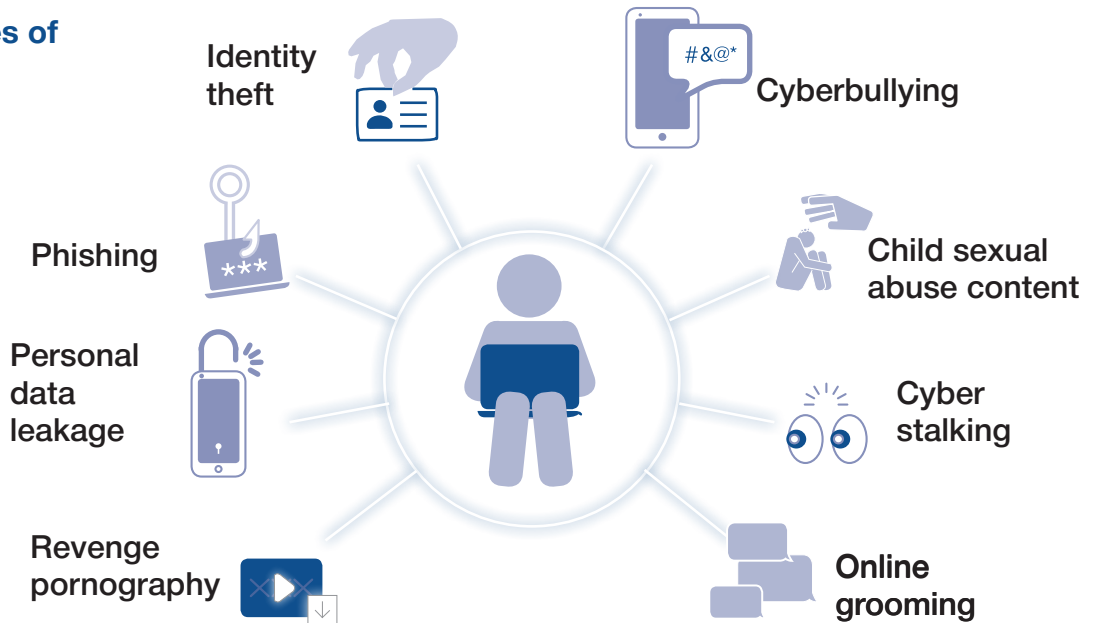 es of
Identity
theft
#&@*
Cyberbullying
Phishing
***
Child sexual
abuse content
Personal
data
leakage
Cyber
stalking
Revenge
pornography
XXX
Online
grooming